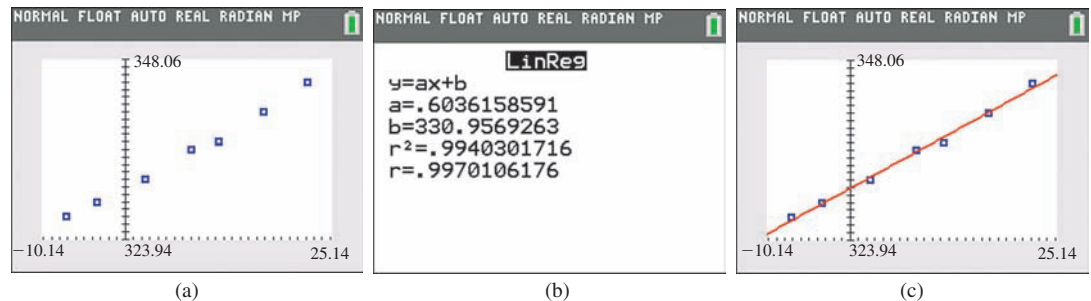 NORMAL FLOAT AUTO REAL RADIAN MP
348.06
−10.14
323.94
25.14
(a)
NORMAL FLOAT AUTO REAL RADIAN MP
LinReg
y=ax+b
a=.6036158591
b=330.9569263
r²=.9940301716
r=.9970106176
(b)
NORMAL FLOAT AUTO REAL RADIAN MP
348.06
−10.14
323.94
25.14
(c)